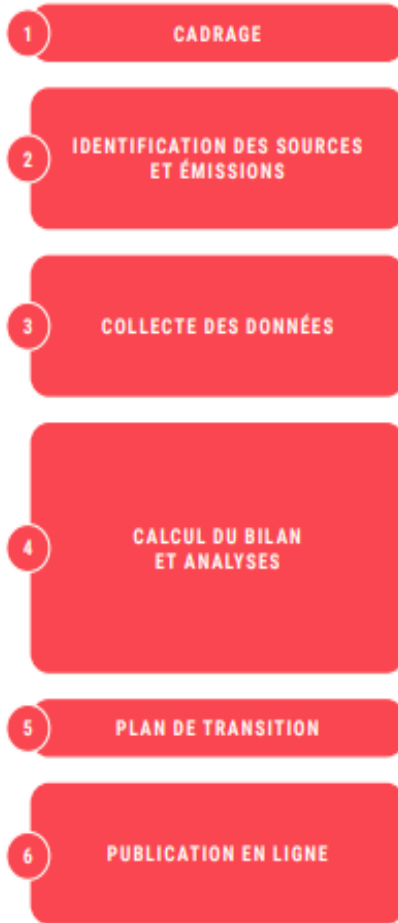 1
CADRAGE
2
IDENTIFICATION DES SOURCES
ET ÉMISSIONS
3
COLLECTE DES DONNÉES
4
CALCUL DU BILAN
ET ANALYSES
5
PLAN DE TRANSITION
6
PUBLICATION EN LIGNE